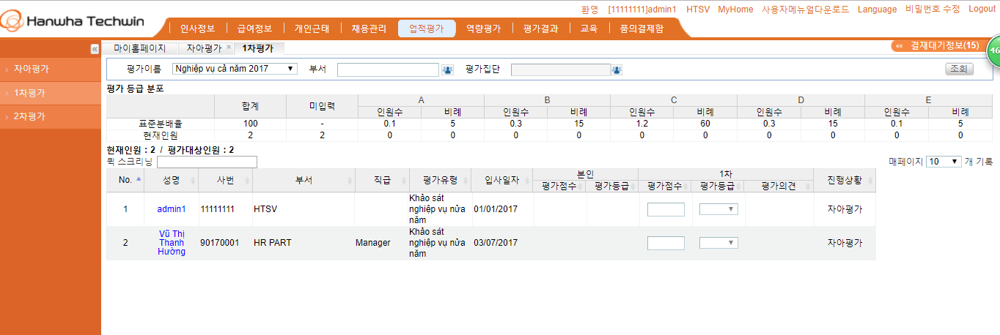 환영 [11111111]admin1 HTSV MyHome 사용자메뉴얼다운로드 Language 비밀번호 수정 Logout
Hanwha Techwin
인사정보 급여정보 개인근태 채용관리 업적평가 역량평가 평가결과 교육 품의결제함
« 마이홈페이지 자아평가 × 1차평가 « 결재대기정보(15) 46
자아평가
1차평가
2차평가
평가이름 Nghiệp vụ cả năm 2017 부서 평가집단 조회
평가 등급 분포
합계 미입력 A B C D E
인원수 비례 인원수 비례 인원수 비례 인원수 비례 인원수 비례
표준분배율 100 - 0.1 5 0.3 15 1.2 60 0.3 15 0.1 5
현재인원 2 2 0 0 0 0 0 0 0 0 0 0
현재인원 : 2 / 평가대상인원 : 2
퀵 스크리닝 매페이지 10 개 기록
No. 성명 사번 부서 직급 평가유형 입사일자 본인 1차 진행상황
평가점수 평가등급 평가점수 평가등급 평가의견
1 admin1 11111111 HTSV Khảo sát nghiệp vụ nửa năm 01/01/2017 자아평가
2 Vũ Thị Thanh Hường 90170001 HR PART Manager Khảo sát nghiệp vụ nửa năm 03/07/2017 자아평가